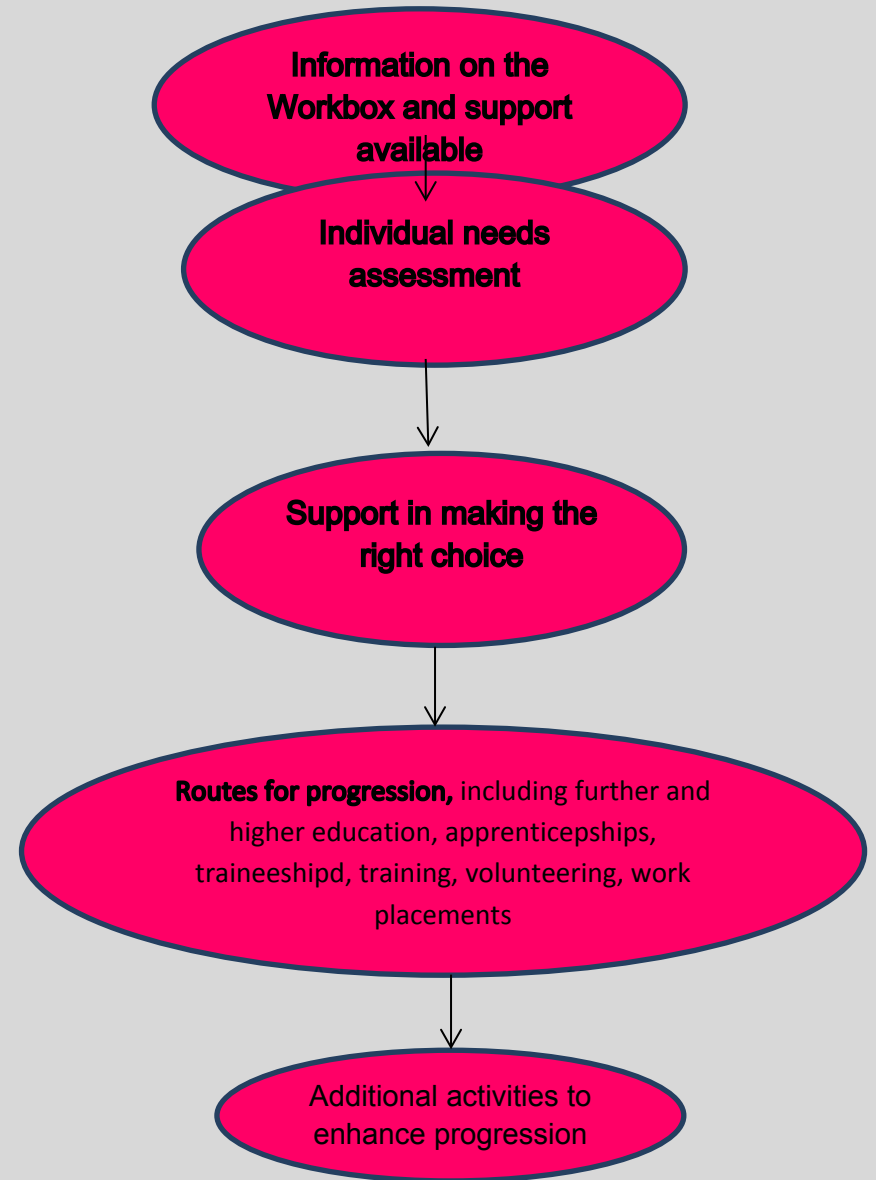 Information on the
Workbox and support
available
Individual needs
assessment
Support in making the
right choice
Routes for progression, including further and
higher education, apprenticepships,
traineeshipd, training, volunteering, work
placements
Additional activities to
enhance progression